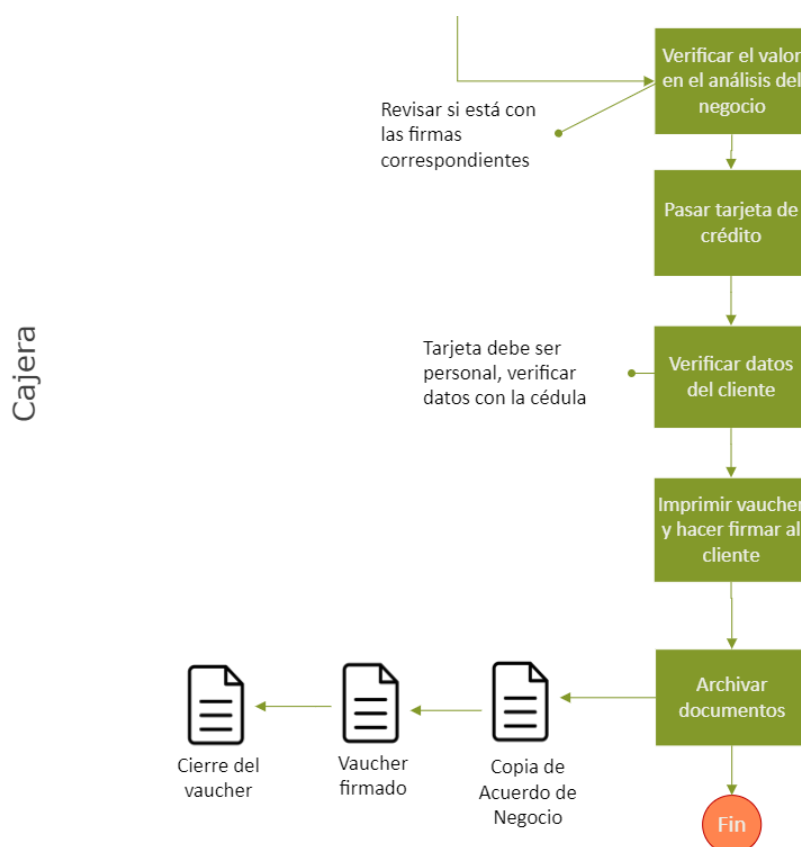 Verificar el valor
en el análisis del
negocio
Revisar si está con
las firmas
correspondientes
Pasar tarjeta de
crédito
Cajera
Tarjeta debe ser
personal, verificar
datos con la cédula
Verificar datos
del cliente
Imprimir vaucher
y hacer firmar al
cliente
Archivar
documentos
Cierre del
vaucher
Vaucher
firmado
Copia de
Acuerdo de
Negocio
Fin